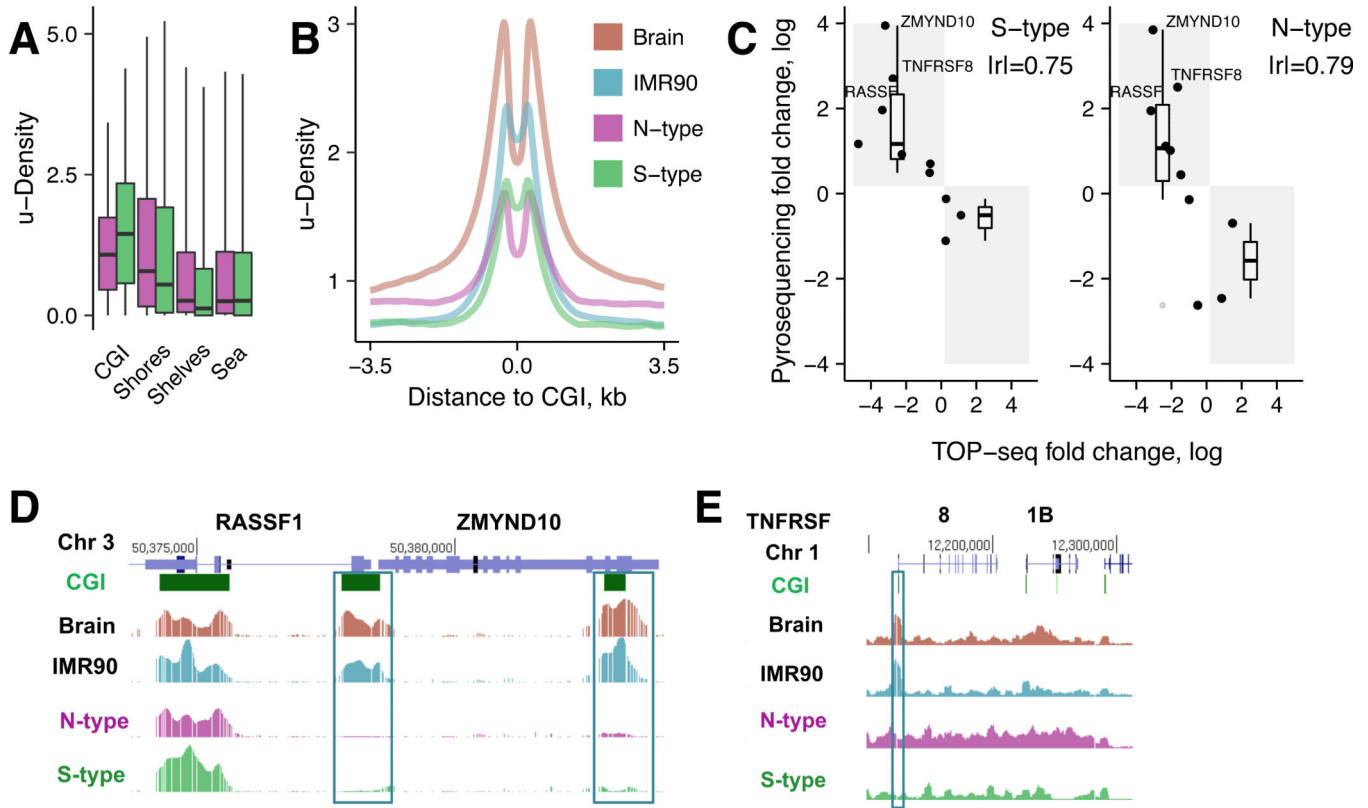 A
u−Density
5.0
2.5
0.0
CGI
Shores
Shelves
Sea
B
u−Density
3
2
1
Brain
IMR90
N−type
S−type
−3.5
0.0
3.5
Distance to CGI, kb
C
Pyrosequencing fold change, log
4
2
0
−2
−4
ZMYND10
TNFRSF8
RASSF
S−type
|r|=0.75
−4 −2 0 2 4
4
2
0
−2
−4
ZMYND10
TNFRSF8
RASSF
N−type
|r|=0.79
−4 −2 0 2 4
TOP−seq fold change, log
D
RASSF1
ZMYND10
Chr 3
50,375,000
50,380,000
CGI
Brain
IMR90
N-type
S-type
E
TNFRSF 8 1B
Chr 1
12,200,000
12,300,000
CGI
Brain
IMR90
N-type
S-type